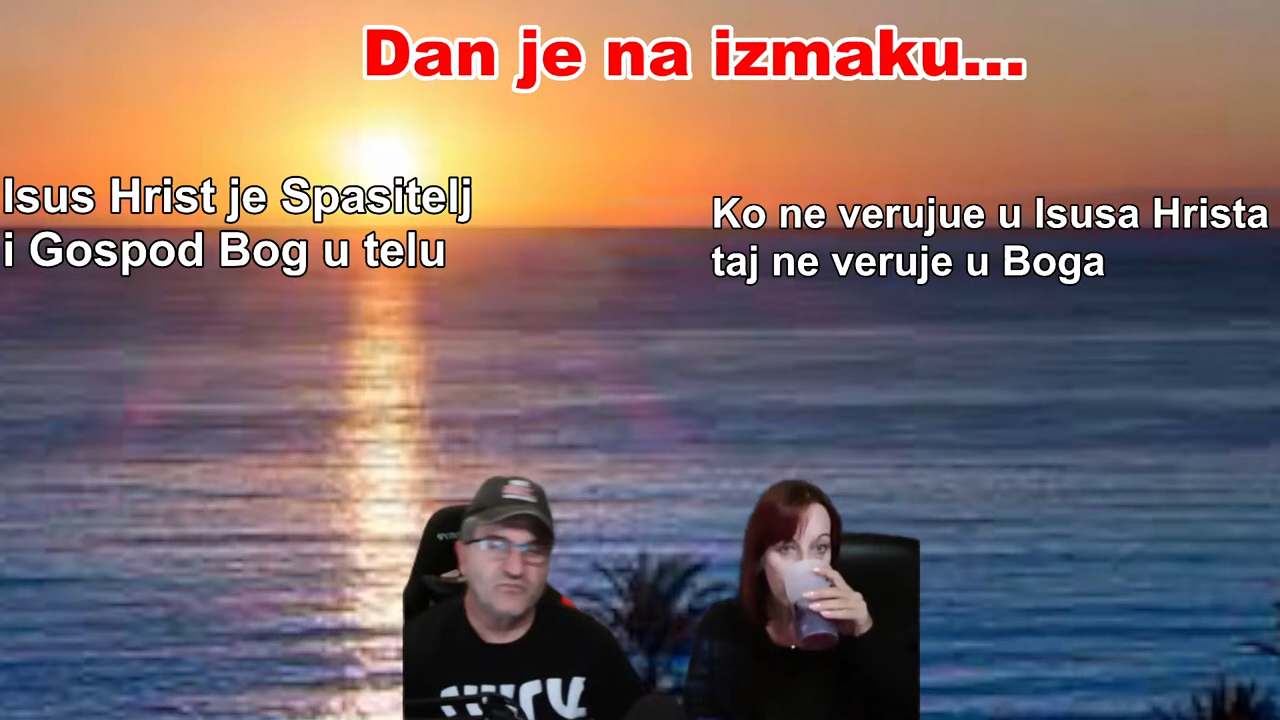 Dan je na izmaku...
Isus Hrist je Spasitelj
i Gospod Bog u telu
Ko ne verujue u Isusa Hrista
taj ne veruje u Boga